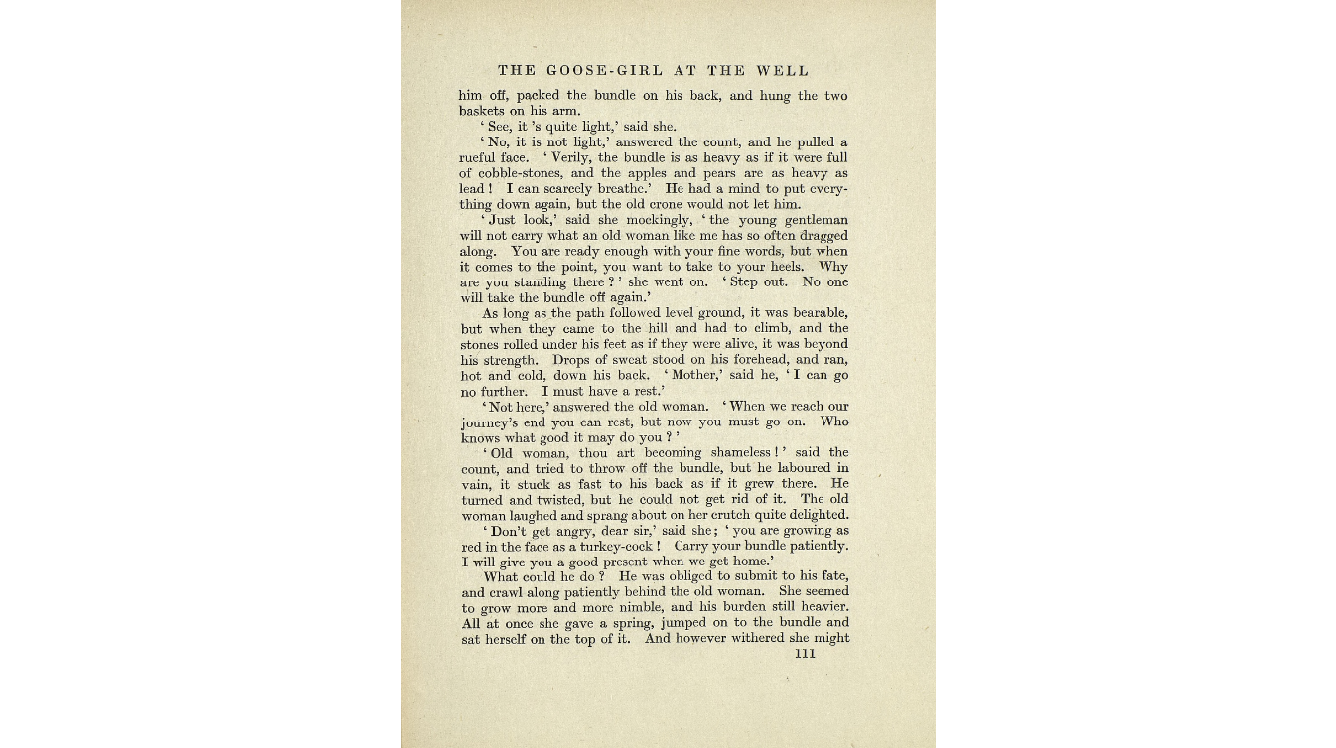 THE GOOSE-GIRL AT THE WELL
him off, packed the bundle on his back, and hung the two
baskets on his arm.
‘ See, it ’s quite light,’ said she.
‘ No, it is not light,’ answered the count, and he pulled a
rueful face. ‘ Verily, the bundle is as heavy as if it were full
of cobble-stones, and the apples and pears are as heavy as
lead ! I can scarcely breathe.’ He had a mind to put every-
thing down again, but the old crone would not let him.
‘ Just look,’ said she mockingly, ‘ the young gentleman
will not carry what an old woman like me has so often dragged
along. You are ready enough with your fine words, but when
it comes to the point, you want to take to your heels. Why
are you standing there ? ’ she went on. ‘ Step out. No one
will take the bundle off again.’
As long as the path followed level ground, it was bearable,
but when they came to the hill and had to climb, and the
stones rolled under his feet as if they were alive, it was beyond
his strength. Drops of sweat stood on his forehead, and ran,
hot and cold, down his back. ‘ Mother,’ said he, ‘ I can go
no further. I must have a rest.’
‘ Not here,’ answered the old woman. ‘ When we reach our
journey’s end you can rest, but now you must go on. Who
knows what good it may do you ? ’
‘ Old woman, thou art becoming shameless ! ’ said the
count, and tried to throw off the bundle, but he laboured in
vain, it stuck as fast to his back as if it grew there. He
turned and twisted, but he could not get rid of it. The old
woman laughed and sprang about on her crutch quite delighted.
‘ Don’t get angry, dear sir,’ said she ; ‘ you are growing as
red in the face as a turkey-cock ! Carry your bundle patiently.
I will give you a good present when we get home.’
What could he do ? He was obliged to submit to his fate,
and crawl along patiently behind the old woman. She seemed
to grow more and more nimble, and his burden still heavier.
All at once she gave a spring, jumped on to the bundle and
sat herself on the top of it. And however withered she might
111